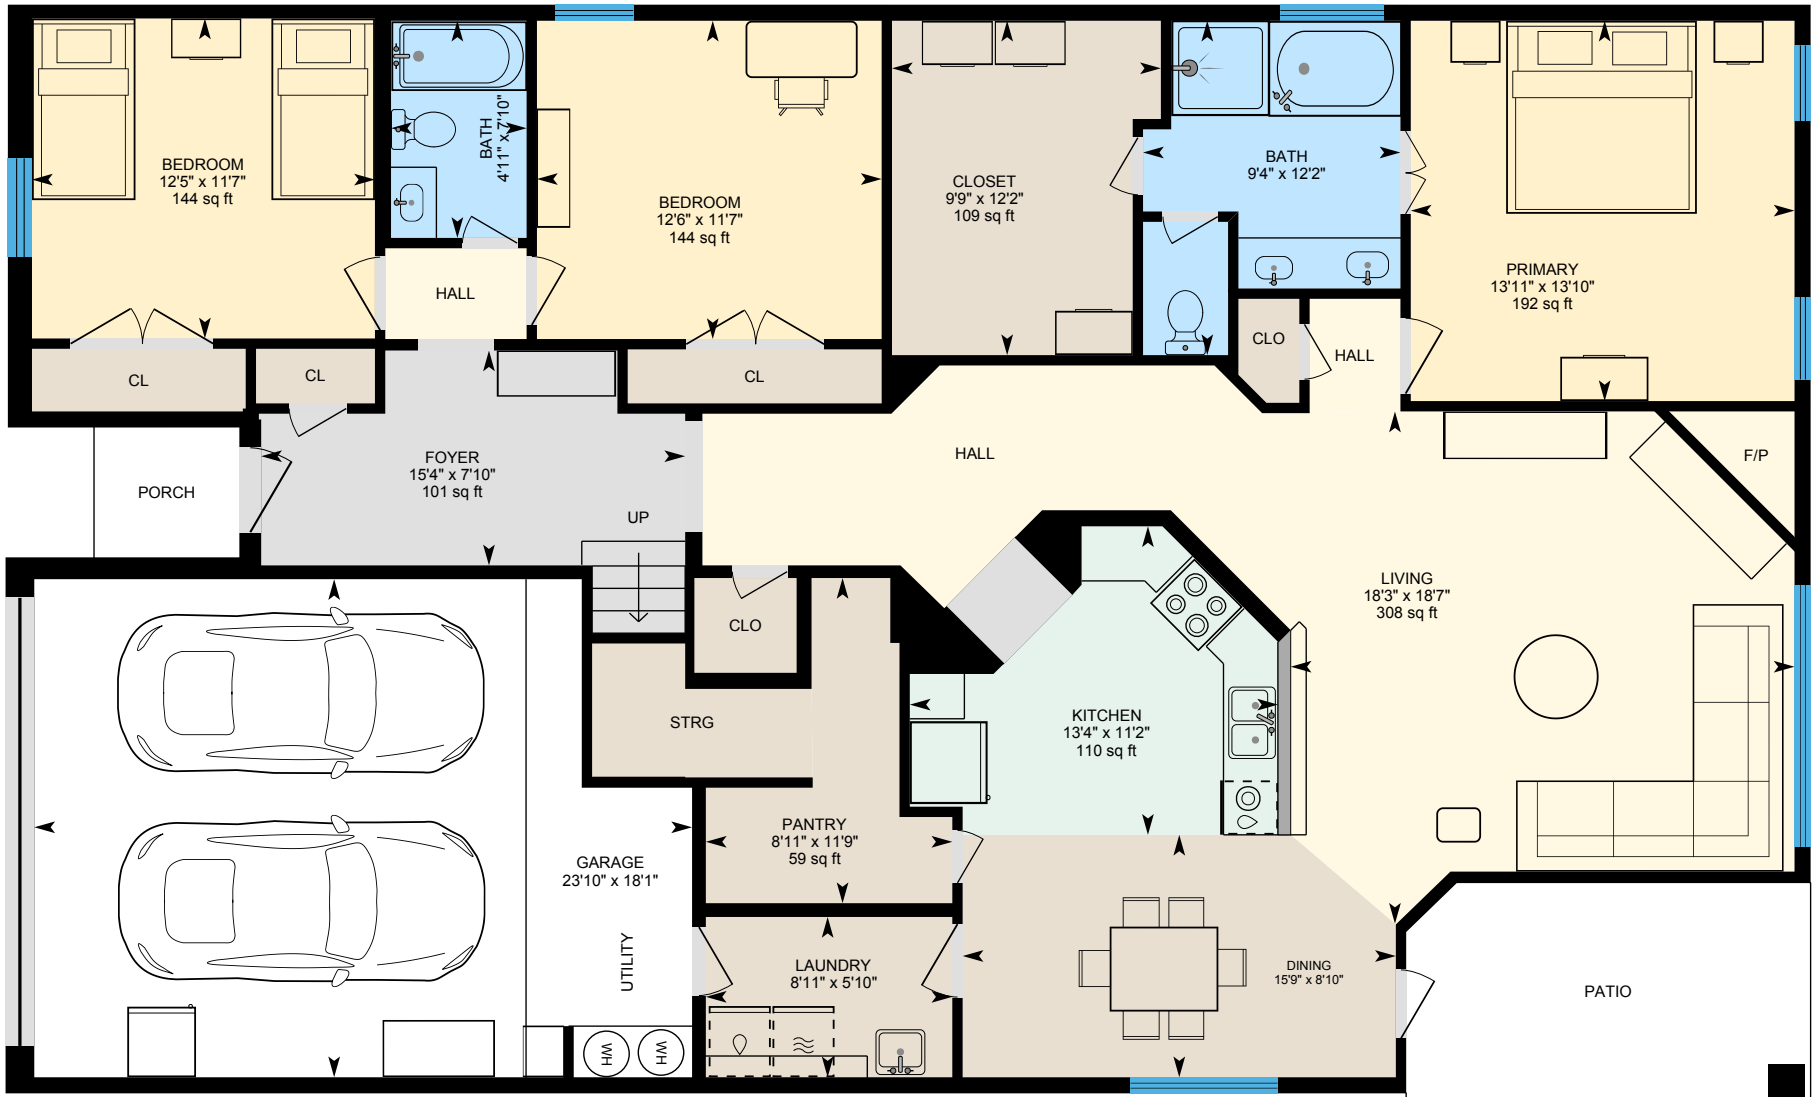 BEDROOM
12'5" x 11'7"
144 sq ft
BATH
4'11" x 7'10"
BEDROOM
12'6" x 11'7"
144 sq ft
CLOSET
9'9" x 12'2"
109 sq ft
BATH
9'4" x 12'2"
PRIMARY
13'11" x 13'10"
192 sq ft
HALL
CL
CL
CL
CLO
HALL
FOYER
15'4" x 7'10"
101 sq ft
PORCH
UP
HALL
F/P
LIVING
18'3" x 18'7"
308 sq ft
CLO
STRG
KITCHEN
13'4" x 11'2"
110 sq ft
PANTRY
8'11" x 11'9"
59 sq ft
GARAGE
23'10" x 18'1"
UTILITY
LAUNDRY
8'11" x 5'10"
DINING
15'9" x 8'10"
PATIO
WH
WH